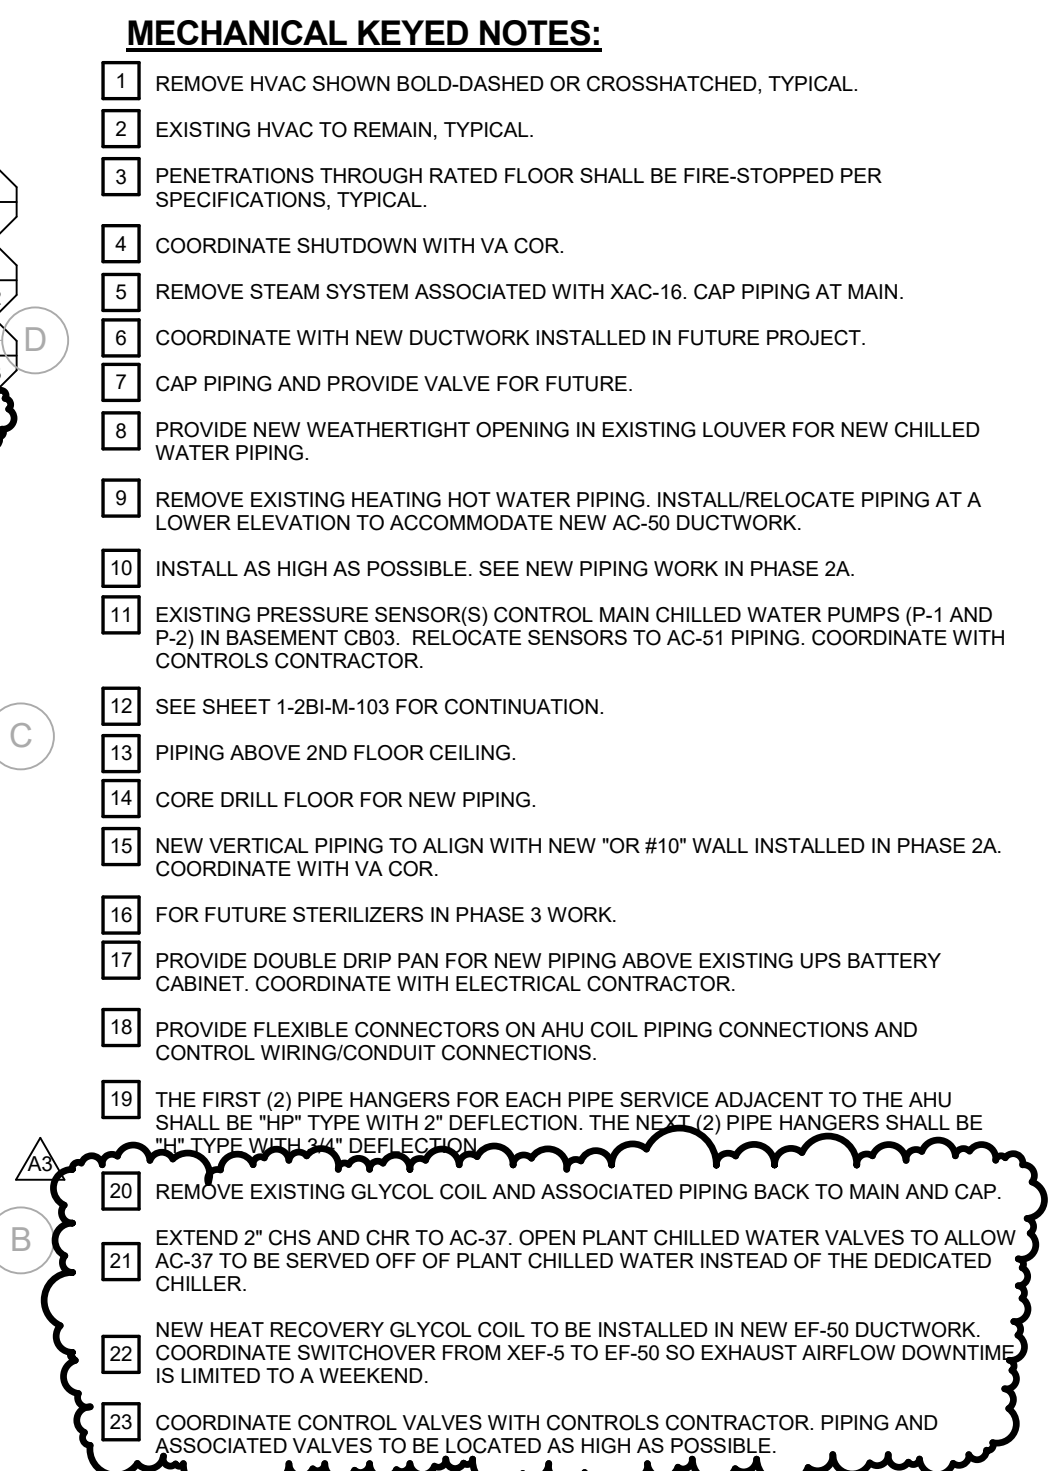 MECHANICAL KEYED NOTES:
1 REMOVE HVAC SHOWN BOLD-DASHED OR CROSSHATCHED, TYPICAL.
2 EXISTING HVAC TO REMAIN, TYPICAL.
3 PENETRATIONS THROUGH RATED FLOOR SHALL BE FIRE-STOPPED PER
SPECIFICATIONS, TYPICAL.
4 COORDINATE SHUTDOWN WITH VA COR.
5 REMOVE STEAM SYSTEM ASSOCIATED WITH XAC-16. CAP PIPING AT MAIN.
D
6 COORDINATE WITH NEW DUCTWORK INSTALLED IN FUTURE PROJECT.
7 CAP PIPING AND PROVIDE VALVE FOR FUTURE.
8 PROVIDE NEW WEATHERTIGHT OPENING IN EXISTING LOUVER FOR NEW CHILLED
WATER PIPING.
9 REMOVE EXISTING HEATING HOT WATER PIPING. INSTALL/RELOCATE PIPING AT A
LOWER ELEVATION TO ACCOMMODATE NEW AC-50 DUCTWORK.
10 INSTALL AS HIGH AS POSSIBLE. SEE NEW PIPING WORK IN PHASE 2A.
11 EXISTING PRESSURE SENSOR(S) CONTROL MAIN CHILLED WATER PUMPS (P-1 AND
P-2) IN BASEMENT CB03. RELOCATE SENSORS TO AC-51 PIPING. COORDINATE WITH
CONTROLS CONTRACTOR.
12 SEE SHEET 1-2BI-M-103 FOR CONTINUATION.
C
13 PIPING ABOVE 2ND FLOOR CEILING.
14 CORE DRILL FLOOR FOR NEW PIPING.
15 NEW VERTICAL PIPING TO ALIGN WITH NEW "OR #10" WALL INSTALLED IN PHASE 2A.
COORDINATE WITH VA COR.
16 FOR FUTURE STERILIZERS IN PHASE 3 WORK.
17 PROVIDE DOUBLE DRIP PAN FOR NEW PIPING ABOVE EXISTING UPS BATTERY
CABINET. COORDINATE WITH ELECTRICAL CONTRACTOR.
18 PROVIDE FLEXIBLE CONNECTORS ON AHU COIL PIPING CONNECTIONS AND
CONTROL WIRING/CONDUIT CONNECTIONS.
19 THE FIRST (2) PIPE HANGERS FOR EACH PIPE SERVICE ADJACENT TO THE AHU
SHALL BE "HP" TYPE WITH 2" DEFLECTION. THE NEXT (2) PIPE HANGERS SHALL BE
"H" TYPE WITH 3/4" DEFLECTION
A3
20 REMOVE EXISTING GLYCOL COIL AND ASSOCIATED PIPING BACK TO MAIN AND CAP.
B
21 EXTEND 2" CHS AND CHR TO AC-37. OPEN PLANT CHILLED WATER VALVES TO ALLOW
AC-37 TO BE SERVED OFF OF PLANT CHILLED WATER INSTEAD OF THE DEDICATED
CHILLER.
22 NEW HEAT RECOVERY GLYCOL COIL TO BE INSTALLED IN NEW EF-50 DUCTWORK.
COORDINATE SWITCHOVER FROM XEF-5 TO EF-50 SO EXHAUST AIRFLOW DOWNTIME
IS LIMITED TO A WEEKEND.
23 COORDINATE CONTROL VALVES WITH CONTROLS CONTRACTOR. PIPING AND
ASSOCIATED VALVES TO BE LOCATED AS HIGH AS POSSIBLE.